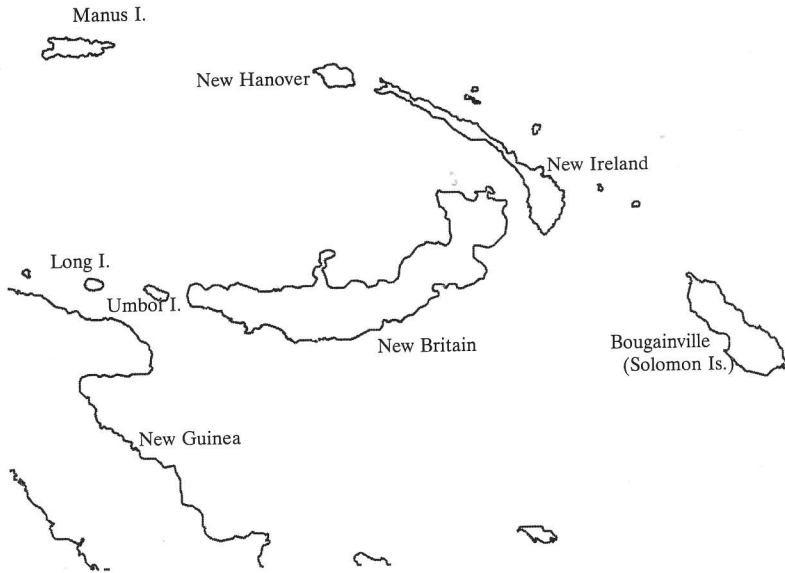 Manus I.
New Hanover
New Ireland
Long I.
Umboi I.
New Britain
Bougainville
(Solomon Is.)
New Guinea